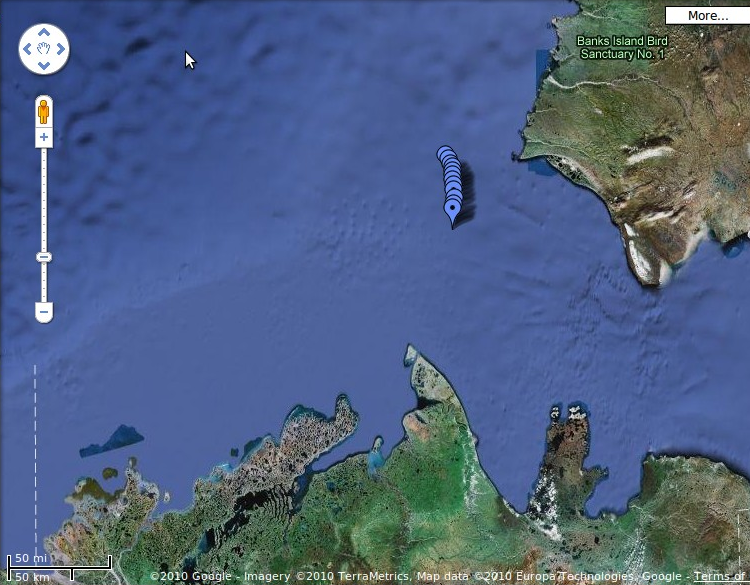 More...
Banks Island Bird
Sanctuary No. 1
50 mi
50 km
©2010 Google - Imagery ©2010 TerraMetrics, Map data ©2010 Europa Technologies, Google - Terms o